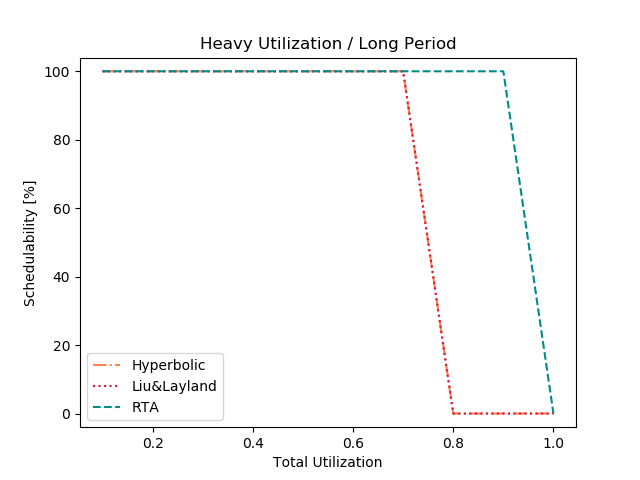 Heavy Utilization / Long Period
Schedulability [%]
100
80
60
40
20
0
Hyperbolic
Liu&Layland
RTA
0.2 0.4 0.6 0.8 1.0
Total Utilization